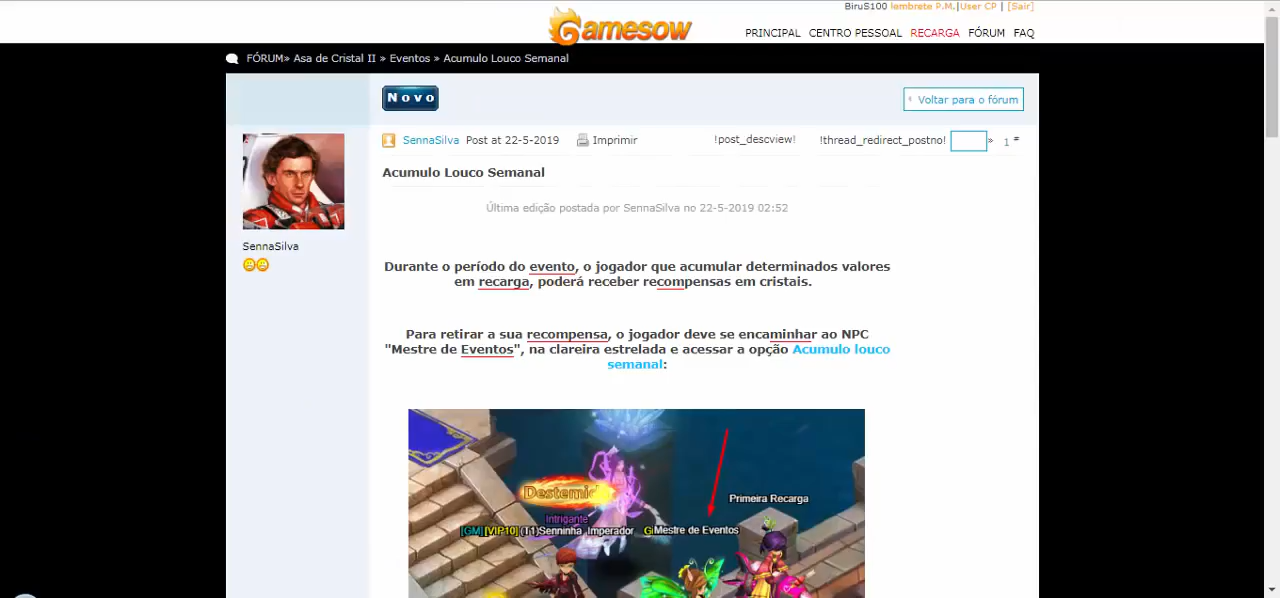 BiruS100 lembrete P.M.|User CP | [Sair]
Gamesow
PRINCIPAL CENTRO PESSOAL RECARGA FÓRUM FAQ
FÓRUM» Asa de Cristal II » Eventos » Acumulo Louco Semanal
Novo
Voltar para o fórum
SennaSilva Post at 22-5-2019 Imprimir !post_descview! !thread_redirect_postno! » 1 #
Acumulo Louco Semanal
Última edição postada por SennaSilva no 22-5-2019 02:52
SennaSilva
Durante o período do evento, o jogador que acumular determinados valores
em recarga, poderá receber recompensas em cristais.
Para retirar a sua recompensa, o jogador deve se encaminhar ao NPC
"Mestre de Eventos", na clareira estrelada e acessar a opção Acumulo louco
semanal:
Destemid
Primeira Recarga
Intrigante
[GM][VIP10](T1)Senninha Imperador GiMestre de Eventos